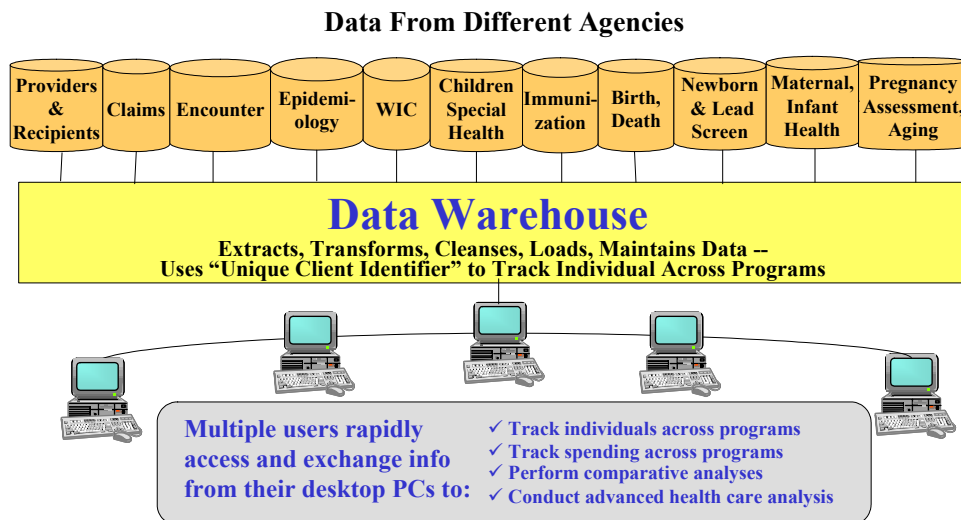 Data From Different Agencies
Providers
&
Recipients
Claims
Encounter
Epidemi-
ology
WIC
Children
Special
Health
Immuni-
zation
Birth,
Death
Newborn
& Lead
Screen
Maternal,
Infant
Health
Pregnancy
Assessment,
Aging
Data Warehouse
Extracts, Transforms, Cleanses, Loads, Maintains Data --
Uses “Unique Client Identifier” to Track Individual Across Programs
Multiple users rapidly
access and exchange info
from their desktop PCs to:
✓ Track individuals across programs
✓ Track spending across programs
✓ Perform comparative analyses
✓ Conduct advanced health care analysis